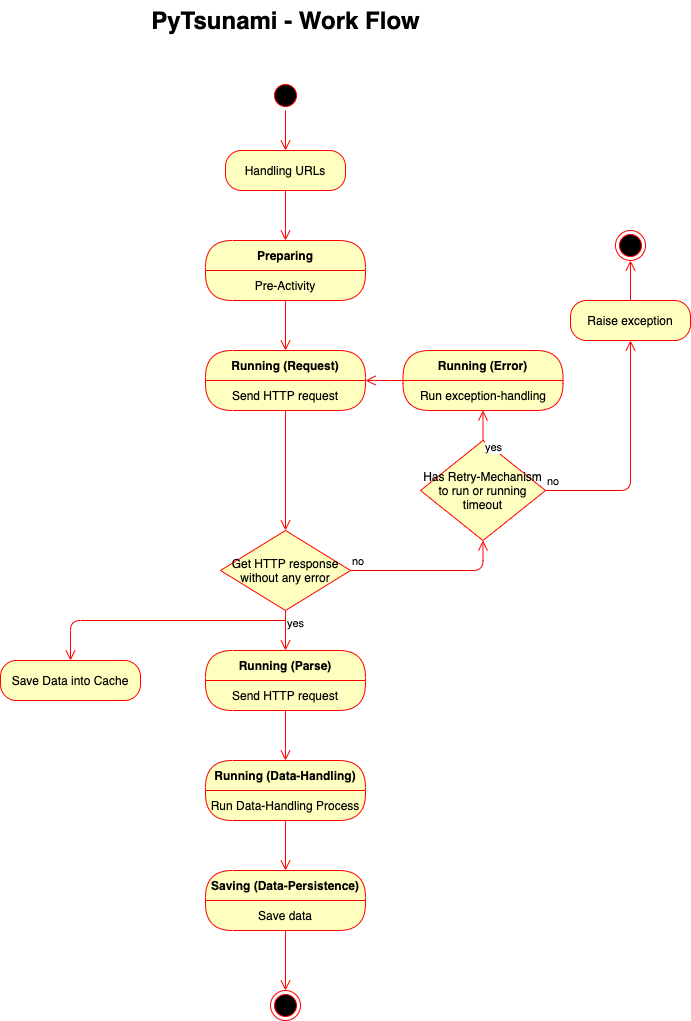 PyTsunami - Work Flow
Handling URLs
Preparing
Pre-Activity
Raise exception
Running (Request)
Send HTTP request
Running (Error)
Run exception-handling
yes
Has Retry-Mechanism
to run or running
timeout
no
Get HTTP response
without any error
no
yes
Save Data into Cache
Running (Parse)
Send HTTP request
Running (Data-Handling)
Run Data-Handling Process
Saving (Data-Persistence)
Save data